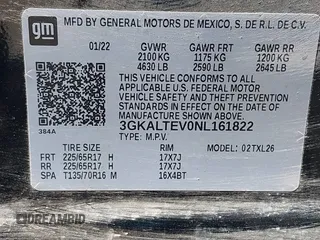 gm
MFD BY GENERAL MOTORS DE MEXICO, S. DE R.L. DE C.V.
01/22 GVWR GAWR FRT GAWR RR
2100 KG 1175 KG 1200 KG
4630 LB 2590 LB 2645 LB
THIS VEHICLE CONFORMS TO ALL APPLICABLE U.S. FEDERAL MOTOR
VEHICLE SAFETY AND THEFT PREVENTION
STANDARDS IN EFFECT ON THE DATE OF
MANUFACTURE SHOWN ABOVE.
384A
3GKALTEV0NL161822
TYPE: M.P.V. MODEL: 02TXL26
TIRE SIZE SPEED RTG RIM
FRT 225/65R17 H 17X7J
RR 225/65R17 H 17X7J
SPA T135/70R16 M 16X4BT
DREAMBID